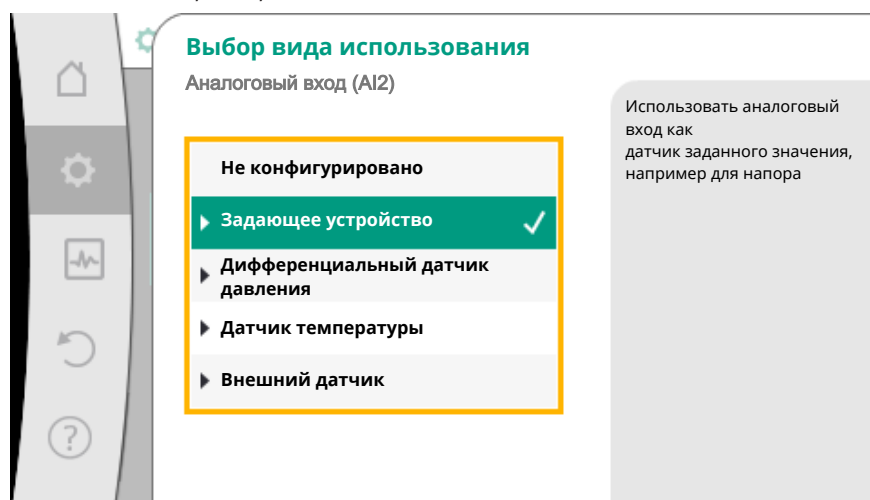 Выбор вида использования
Аналоговый вход (AI2)
Не конфигурировано
Задающее устройство
Дифференциальный датчик
давления
Датчик температуры
Внешний датчик
Использовать аналоговый
вход как
датчик заданного значения,
например для напора
?